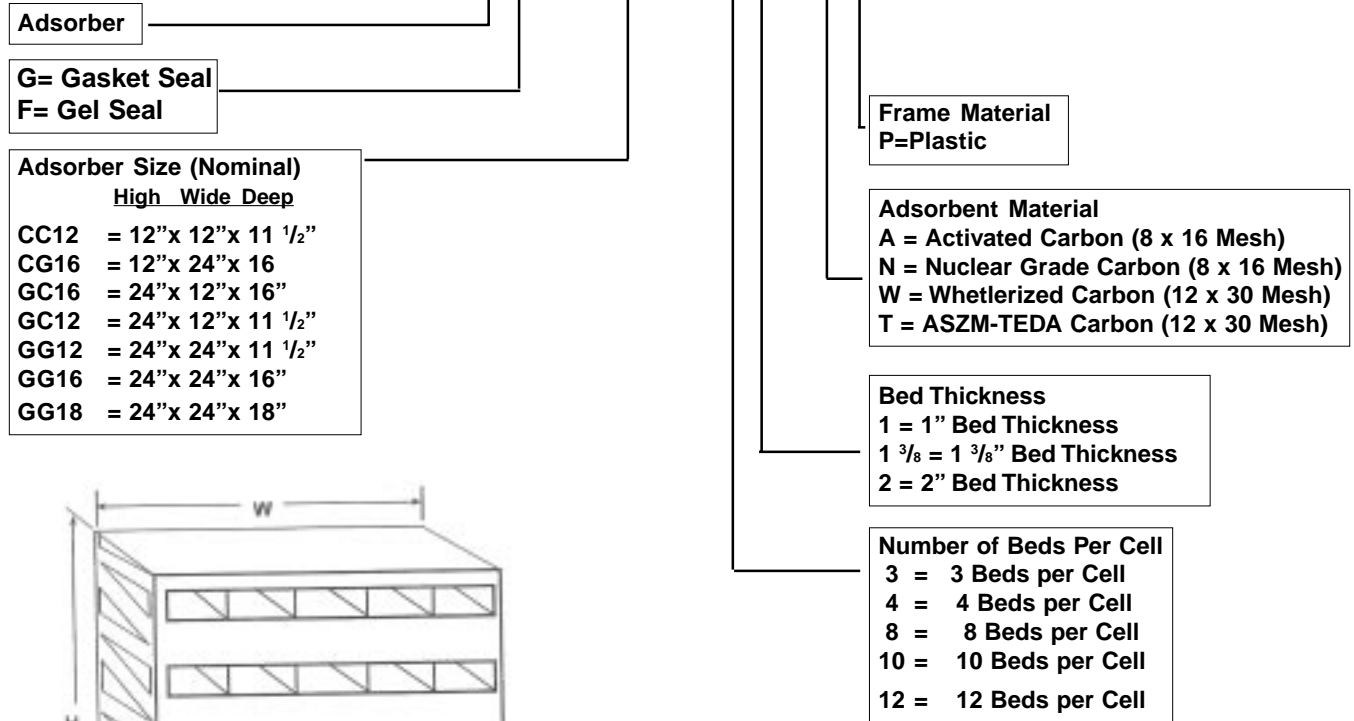 Adsorber
G= Gasket Seal
F= Gel Seal
Adsorber Size (Nominal)
High Wide Deep
CC12 = 12”x 12”x 11 1/2”
CG16 = 12”x 24”x 16
GC16 = 24”x 12”x 16”
GC12 = 24”x 12”x 11 1/2”
GG12 = 24”x 24”x 11 1/2”
GG16 = 24”x 24”x 16”
GG18 = 24”x 24”x 18”
W
Frame Material
P=Plastic
Adsorbent Material
A = Activated Carbon (8 x 16 Mesh)
N = Nuclear Grade Carbon (8 x 16 Mesh)
W = Whetlerized Carbon (12 x 30 Mesh)
T = ASZM-TEDA Carbon (12 x 30 Mesh)
Bed Thickness
1 = 1” Bed Thickness
1 3/8 = 1 3/8” Bed Thickness
2 = 2” Bed Thickness
Number of Beds Per Cell
3 = 3 Beds per Cell
4 = 4 Beds per Cell
8 = 8 Beds per Cell
10 = 10 Beds per Cell
12 = 12 Beds per Cell